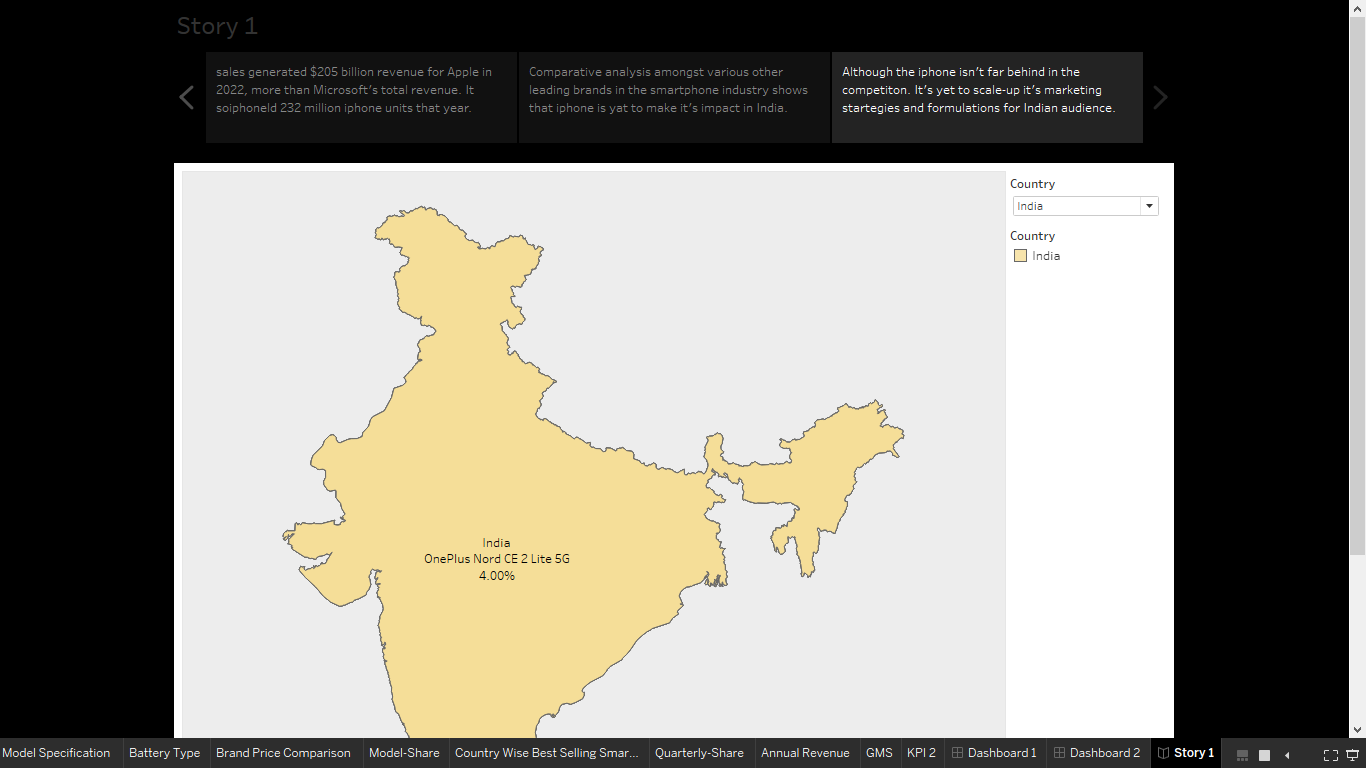 Story 1
sales generated $205 billion revenue for Apple in
2022, more than Microsoft's total revenue. It
soiphoneld 232 million iphone units that year.
Comparative analysis amongst various other
leading brands in the smartphone industry shows
that iphone is yet to make it's impact in India.
Although the iphone isn't far behind in the
competiton. It's yet to scale-up it's marketing
startegies and formulations for Indian audience.
Country
India
Country
India
India
OnePlus Nord CE 2 Lite 5G
4.00%
Model Specification
Battery Type
Brand Price Comparison
Model-Share
Country Wise Best Selling Smar...
Quarterly-Share
Annual Revenue
GMS
KPI 2
Dashboard 1
Dashboard 2
Story 1